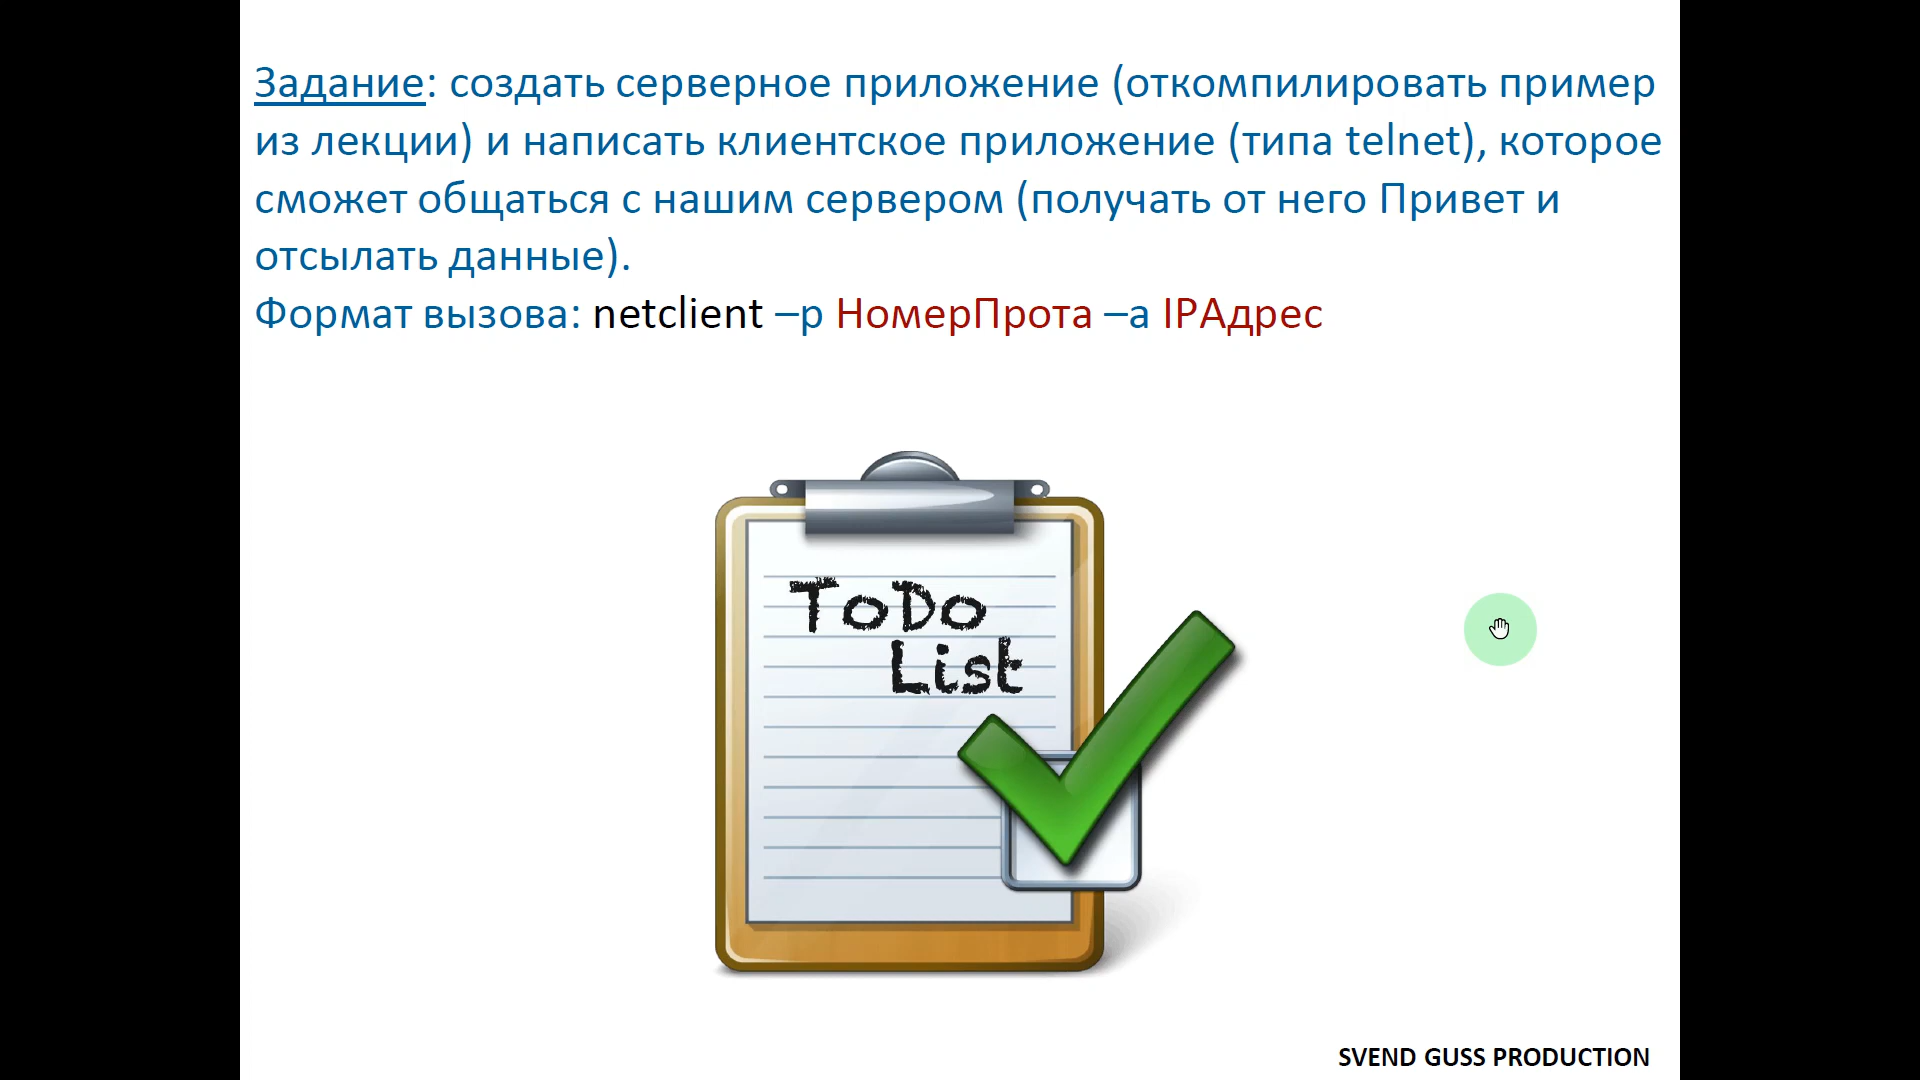 Задание: создать серверное приложение (откомпилировать пример
из лекции) и написать клиентское приложение (типа telnet), которое
сможет общаться с нашим сервером (получать от него Привет и
отсылать данные).
Формат вызова: netclient –p НомерПрота –a IPАдрес
ToDo
List
SVEND GUSS PRODUCTION